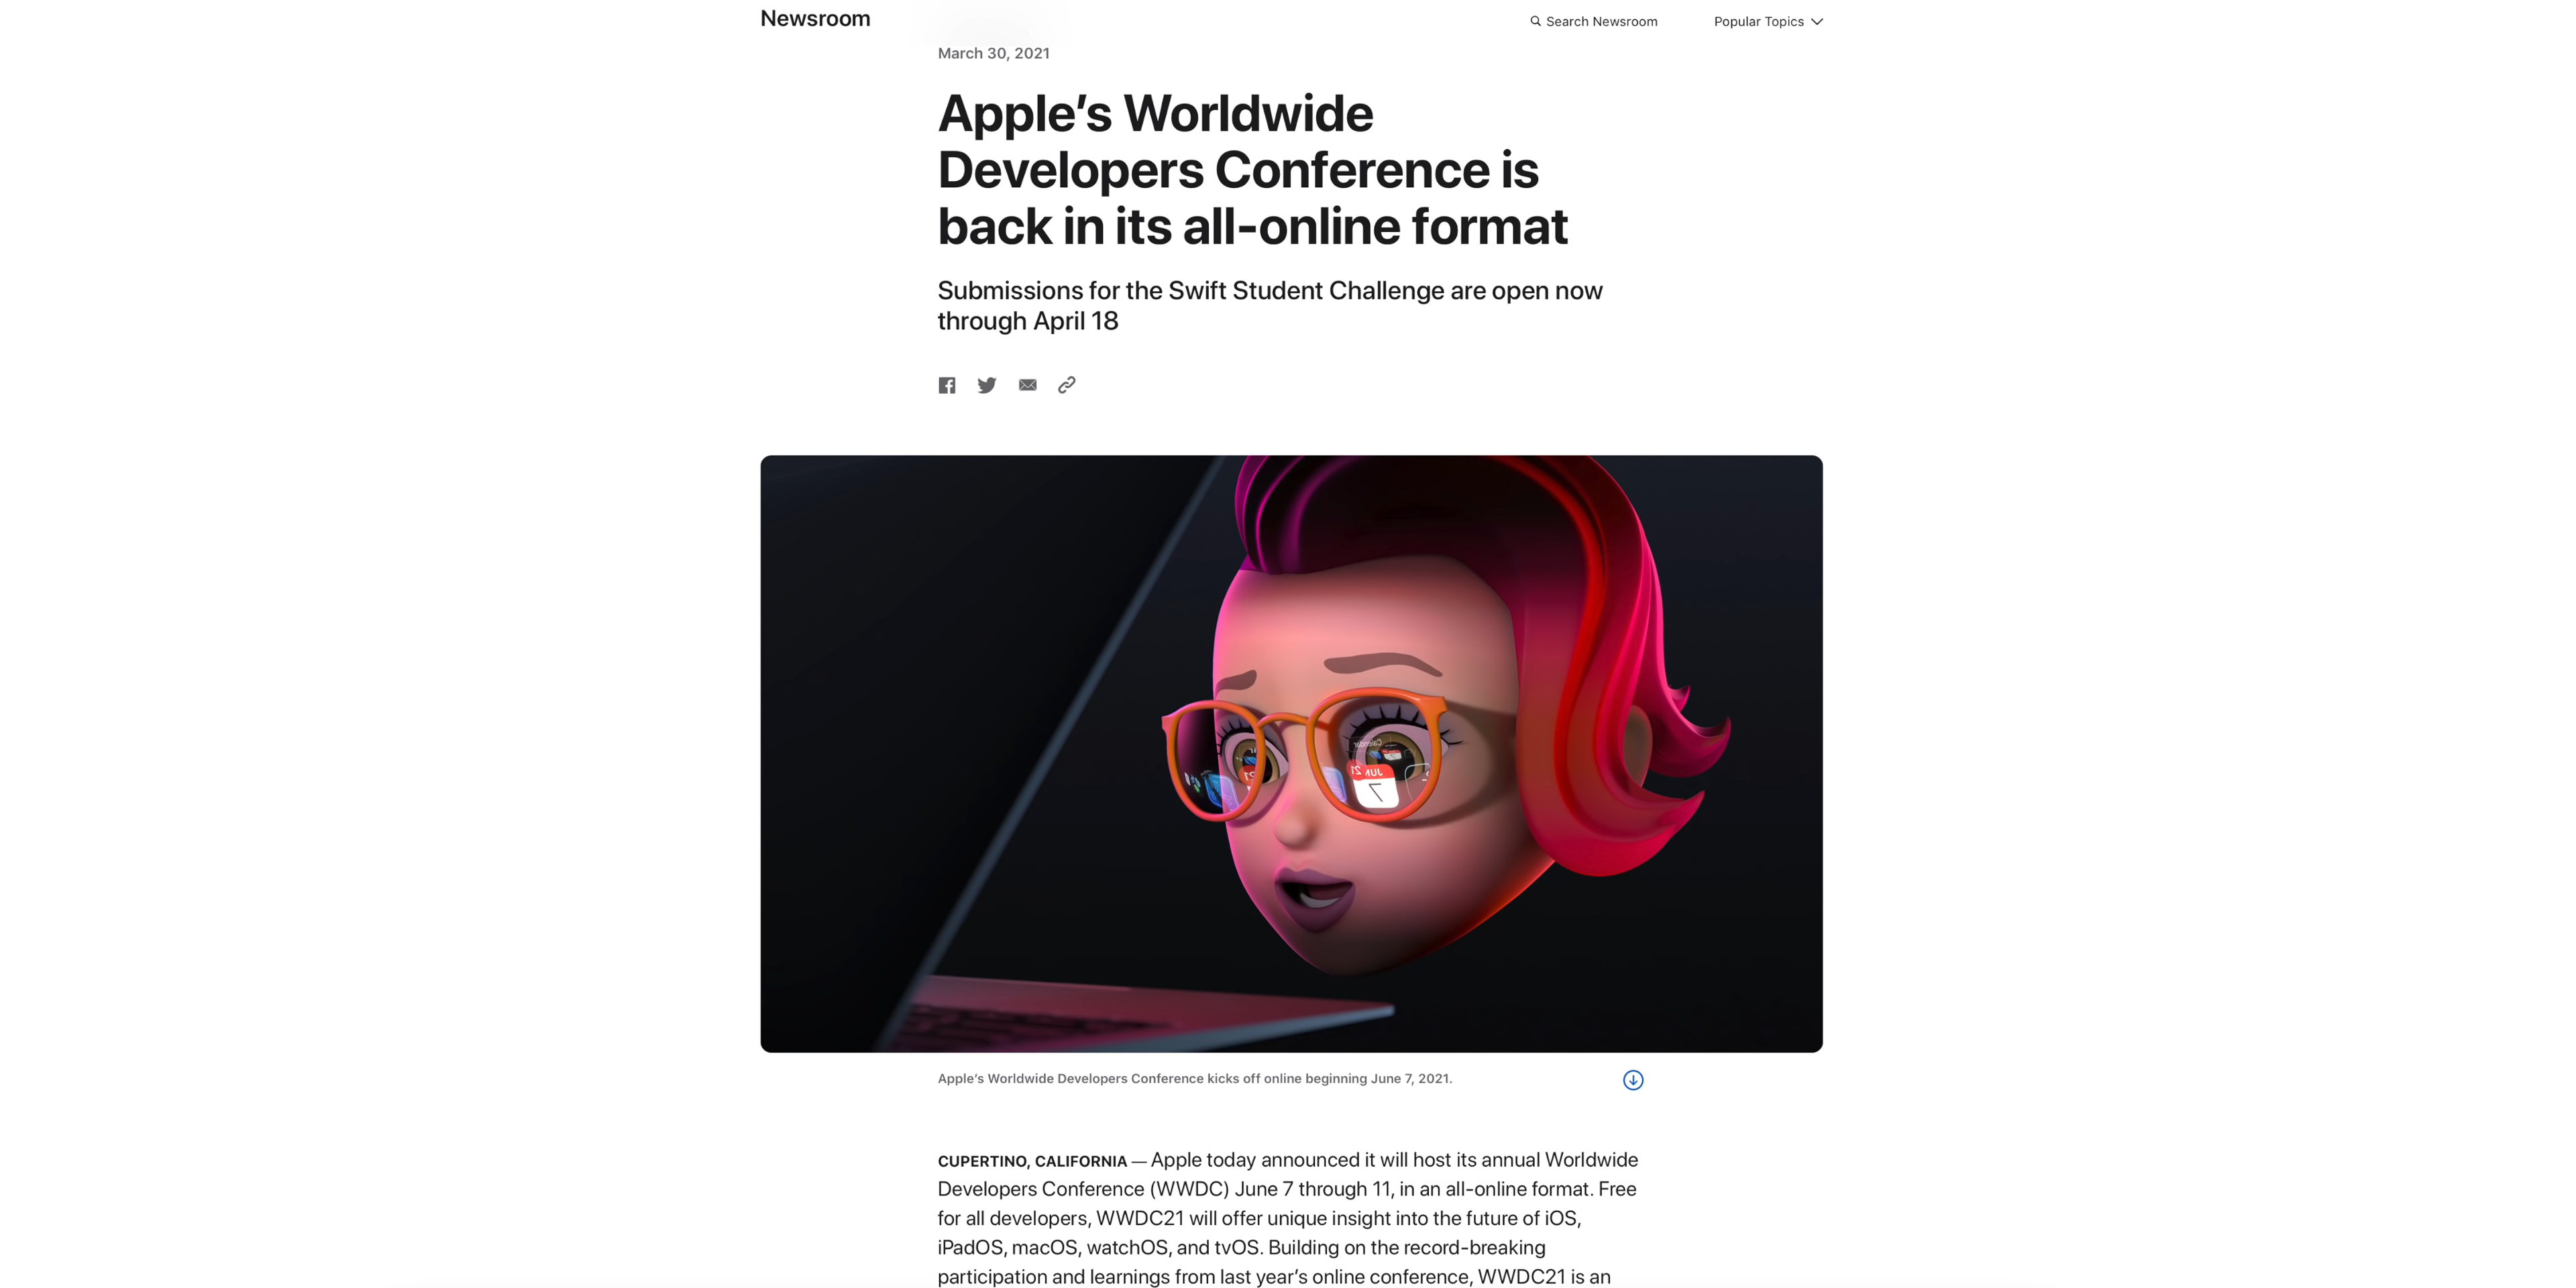 Newsroom
Search Newsroom
Popular Topics
March 30, 2021
Apple’s Worldwide
Developers Conference is
back in its all-online format
Submissions for the Swift Student Challenge are open now
through April 18
Calendar
JUN 21
7
Apple’s Worldwide Developers Conference kicks off online beginning June 7, 2021.
CUPERTINO, CALIFORNIA — Apple today announced it will host its annual Worldwide
Developers Conference (WWDC) June 7 through 11, in an all-online format. Free
for all developers, WWDC21 will offer unique insight into the future of iOS,
iPadOS, macOS, watchOS, and tvOS. Building on the record-breaking
participation and learnings from last year’s online conference, WWDC21 is an